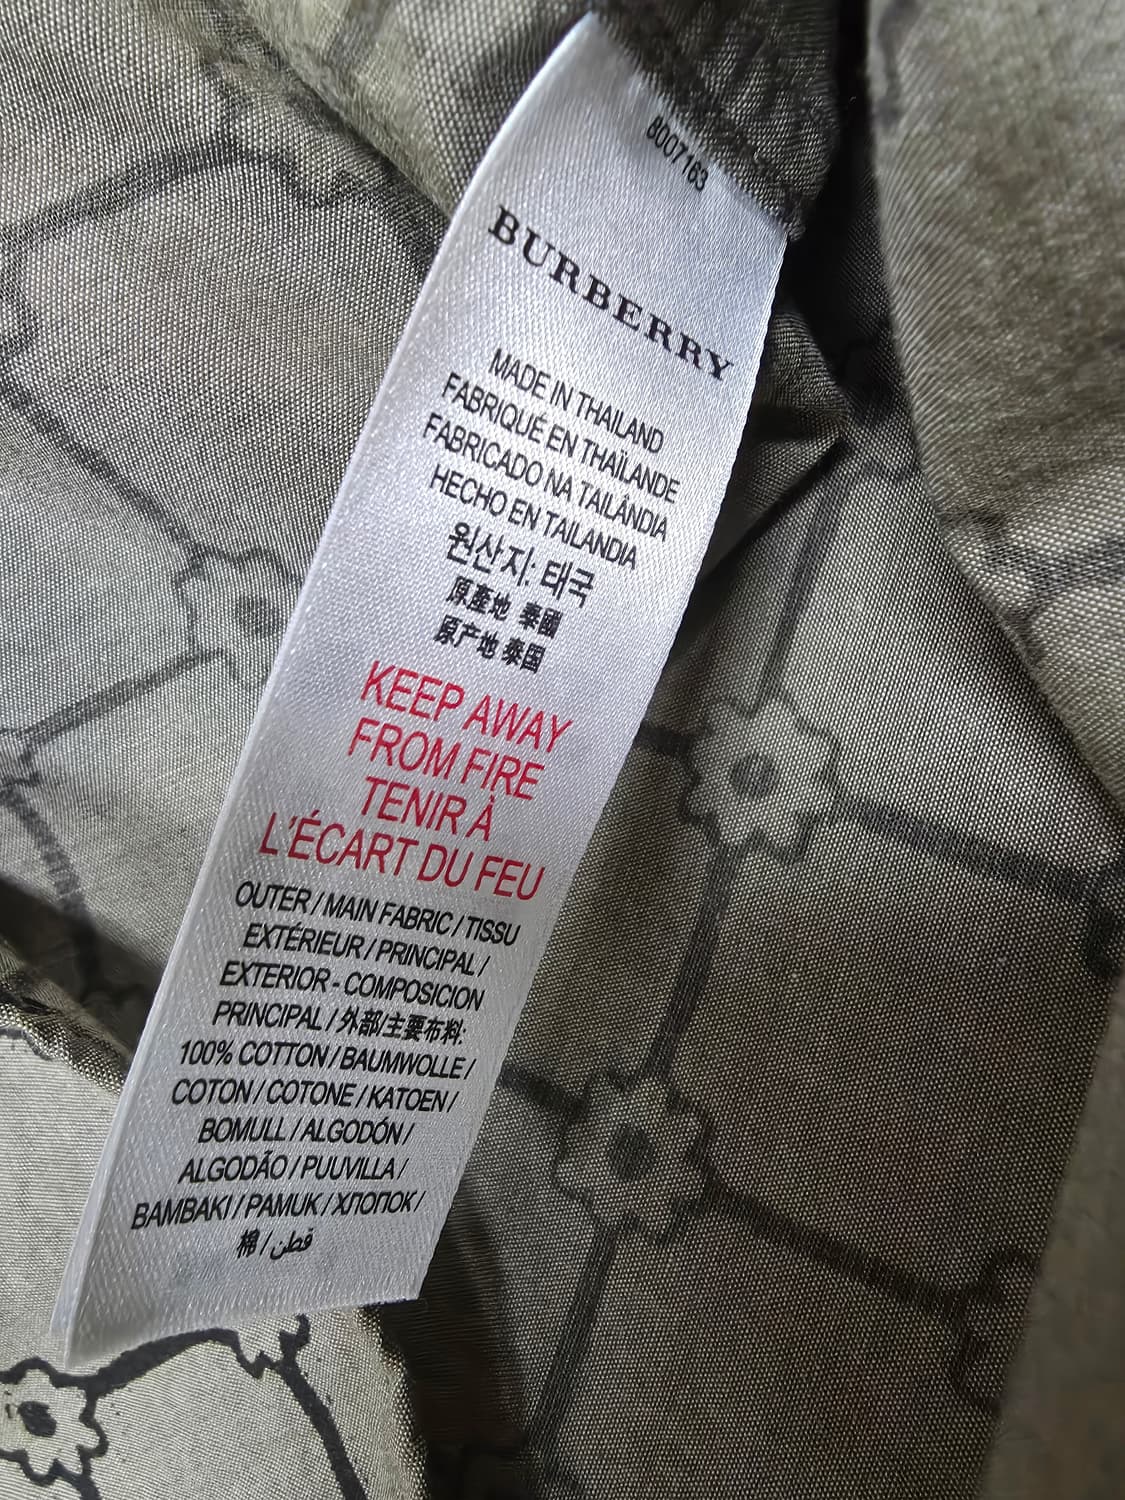 8007163
BURBERRY
MADE IN THAILAND
FABRIQUÉ EN THAÏLANDE
FABRICADO NA TAILÂNDIA
HECHO EN TAILANDIA
원산지: 태국
原產地 泰國
原产地 泰国
KEEP AWAY
FROM FIRE
TENIR À
L'ÉCART DU FEU
OUTER / MAIN FABRIC / TISSU
EXTÉRIEUR / PRINCIPAL /
EXTERIOR - COMPOSICION
PRINCIPAL / 外部/主要布料:
100% COTTON / BAUMWOLLE /
COTON / COTONE / KATOEN /
BOMULL / ALGODÓN /
ALGODÃO / PUUVILLA /
BAMBAKI / PAMUK / ХЛОПОК /
棉 / قطن